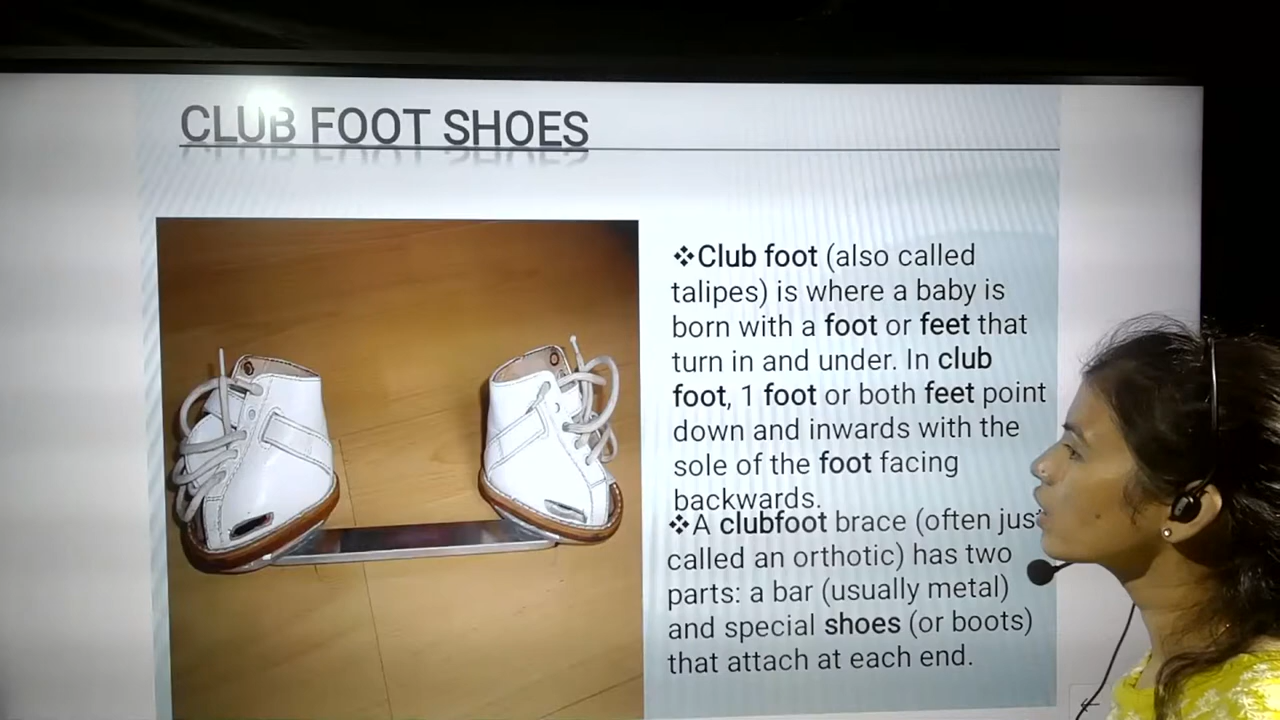 CLUB FOOT SHOES
❖Club foot (also called
talipes) is where a baby is
born with a foot or feet that
turn in and under. In club
foot, 1 foot or both feet point
down and inwards with the
sole of the foot facing
backwards.
❖A clubfoot brace (often just
called an orthotic) has two
parts: a bar (usually metal)
and special shoes (or boots)
that attach at each end.